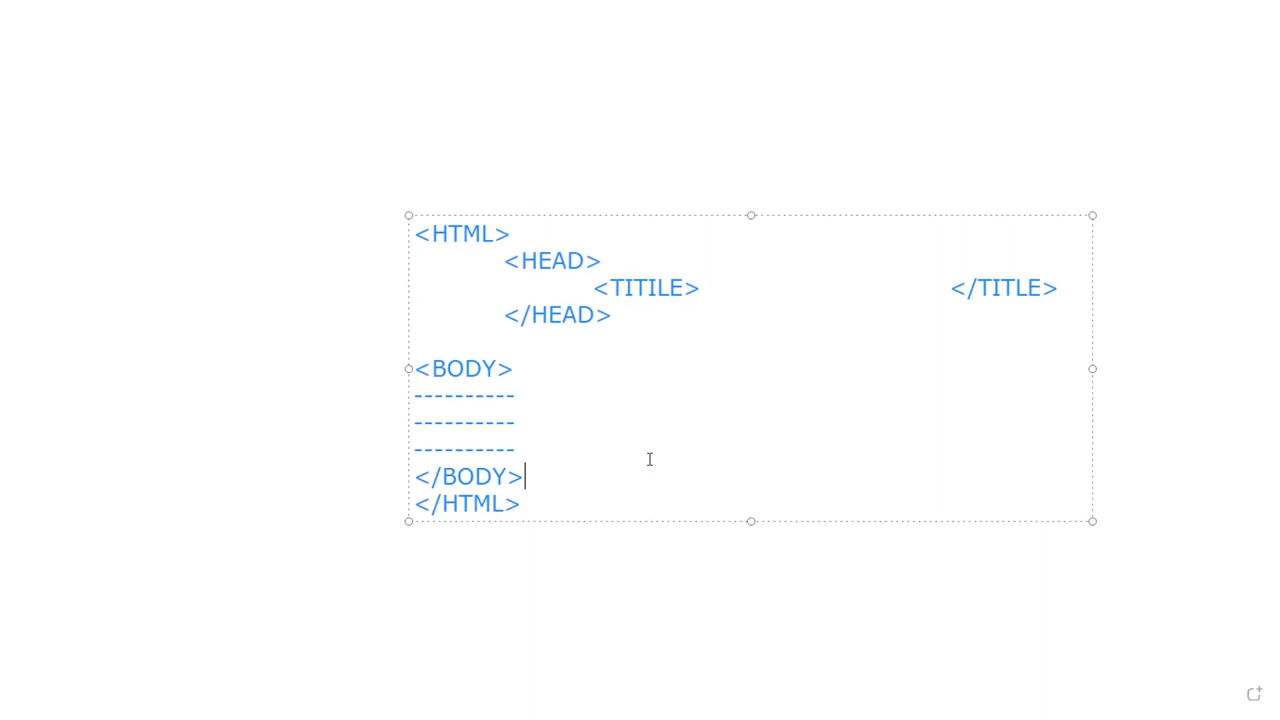 <HTML>
<HEAD>
<TITILE> </TITLE>
</HEAD>
<BODY>
----------
----------
----------
</BODY>
</HTML>